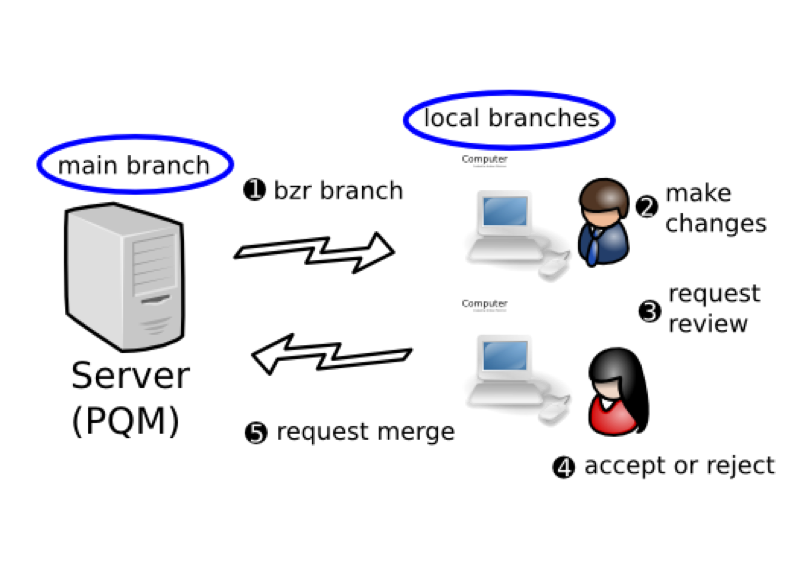 local branches
main branch
Computer
❶ bzr branch
❷ make
changes
Computer
❸ request
review
Server
(PQM)
❺ request merge
❹ accept or reject